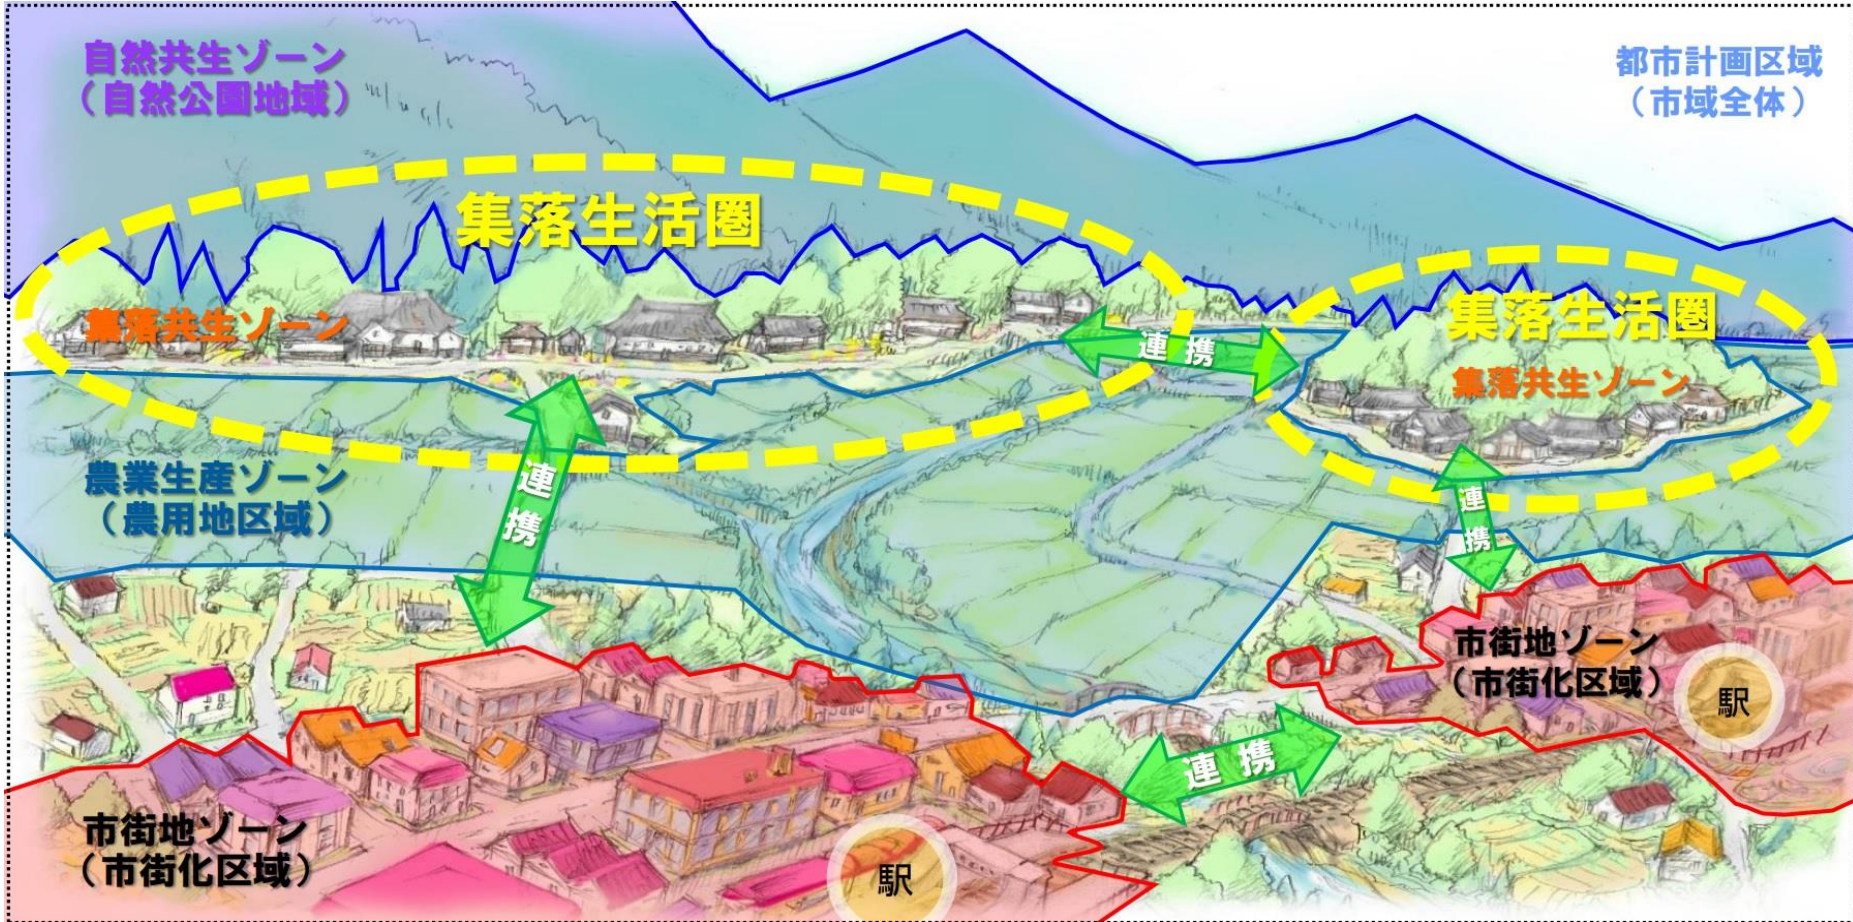 自然共生ゾーン
（自然公園地域）
都市計画区域
（市域全体）
集落生活圏
集落共生ゾーン
集落生活圏
集落共生ゾーン
連携
農業生産ゾーン
（農用地区域）
連携
連携
市街地ゾーン
（市街化区域）
駅
連携
市街地ゾーン
（市街化区域）
駅